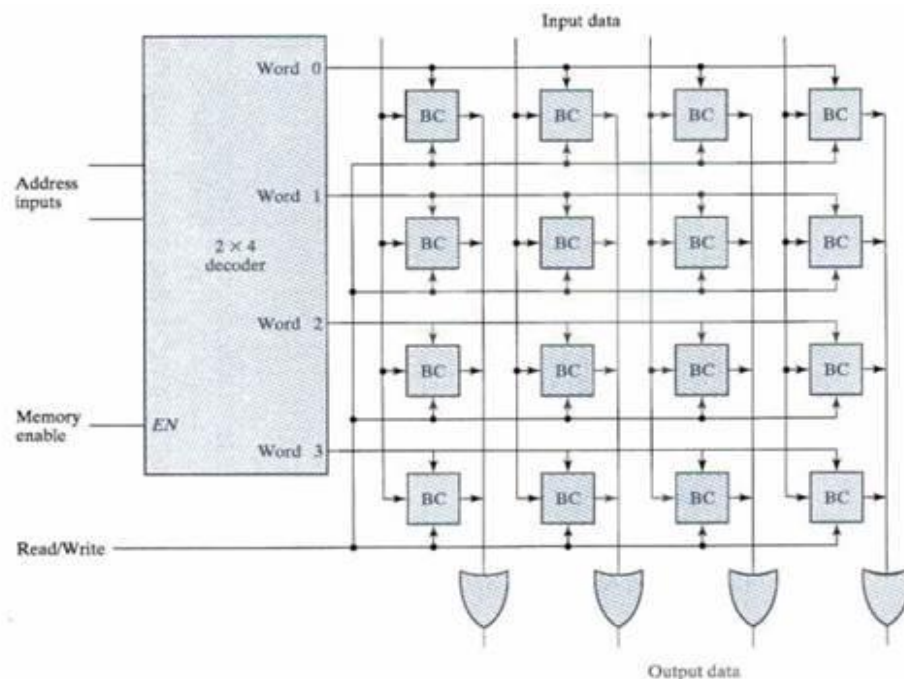 Input data
Word 0
BC BC BC BC
Address
inputs
Word 1
2 × 4
decoder
BC BC BC BC
Word 2
BC BC BC BC
Memory
enable
EN
Word 3
BC BC BC BC
Read/Write
Output data